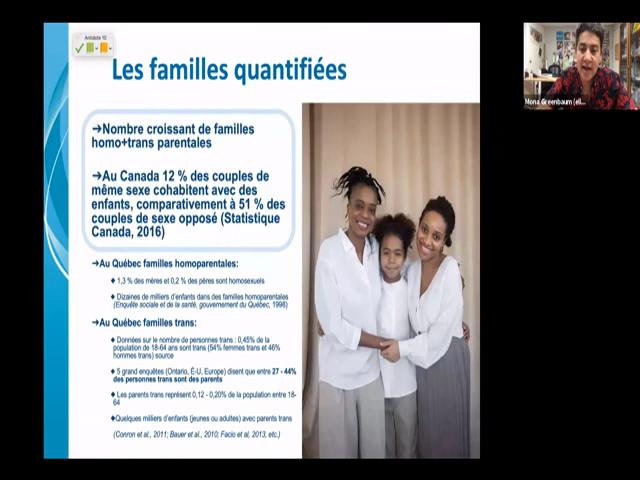 Antidote 10
Les familles quantifiées
➔Nombre croissant de familles
homo+trans parentales
➔Au Canada 12 % des couples de
même sexe cohabitent avec des
enfants, comparativement à 51 % des
couples de sexe opposé (Statistique
Canada, 2016)
➔Au Québec familles homoparentales:
♦ 1,3 % des mères et 0,2 % des pères sont homosexuels
♦ Dizaines de milliers d'enfants dans des familles homoparentales
(Enquête sociale et de la santé, gouvernement du Québec, 1998)
➔Au Québec familles trans:
♦ Données sur le nombre de personnes trans : 0,45% de la
population de 18-64 ans sont trans (54% femmes trans et 46%
hommes trans) source
♦ 5 grand enquêtes (Ontario, É-U, Europe) disent que entre 27 - 44%
des personnes trans sont des parents
♦ Les parents trans représent 0,12 - 0,20% de la population entre 18-
64
♦Quelques milliers d'enfants (jeunes ou adultes) avec parents trans
(Conron et al., 2011; Bauer et al., 2010; Facio et al, 2013, etc.)
Mona Greenbaum (ell...